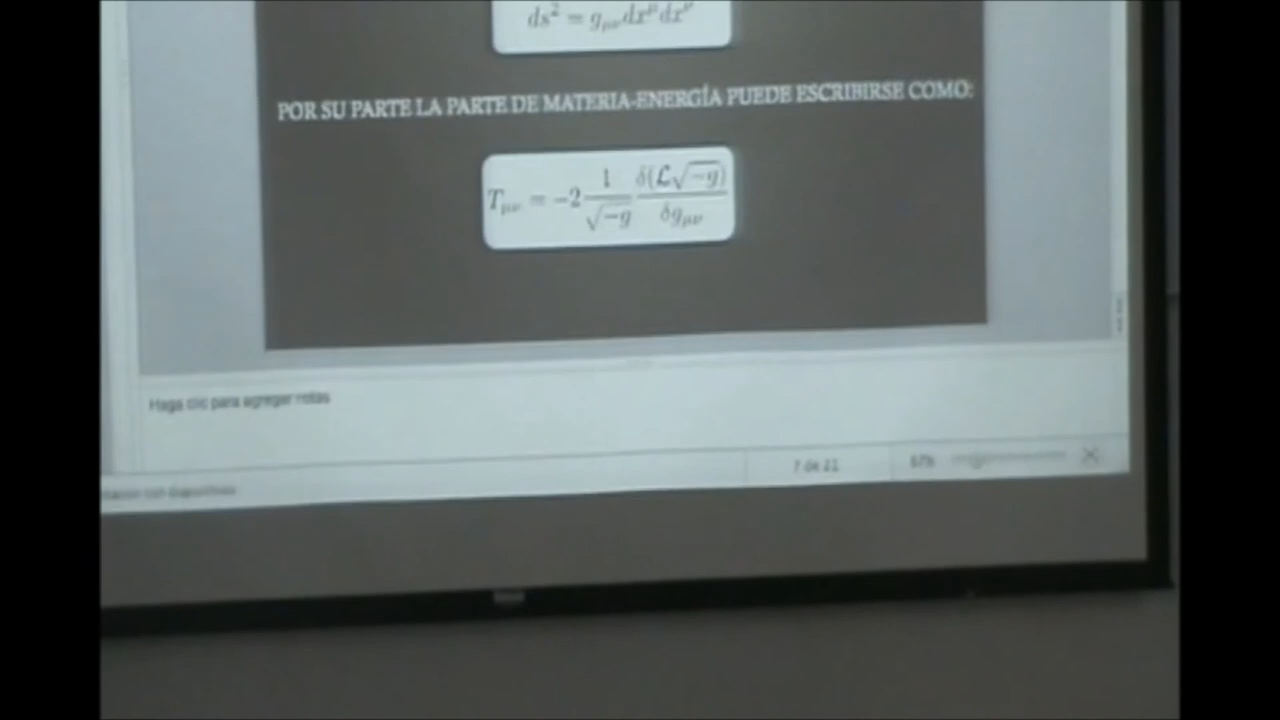 ds² = g_μν dx^μ dx^ν
POR SU PARTE LA PARTE DE MATERIA-ENERGÍA PUEDE ESCRIBIRSE COMO:
T_μν = -2 1/√-g δ(ℒ√-g)/δg_μν
Haga clic para agregar notas
7 de 21
67%